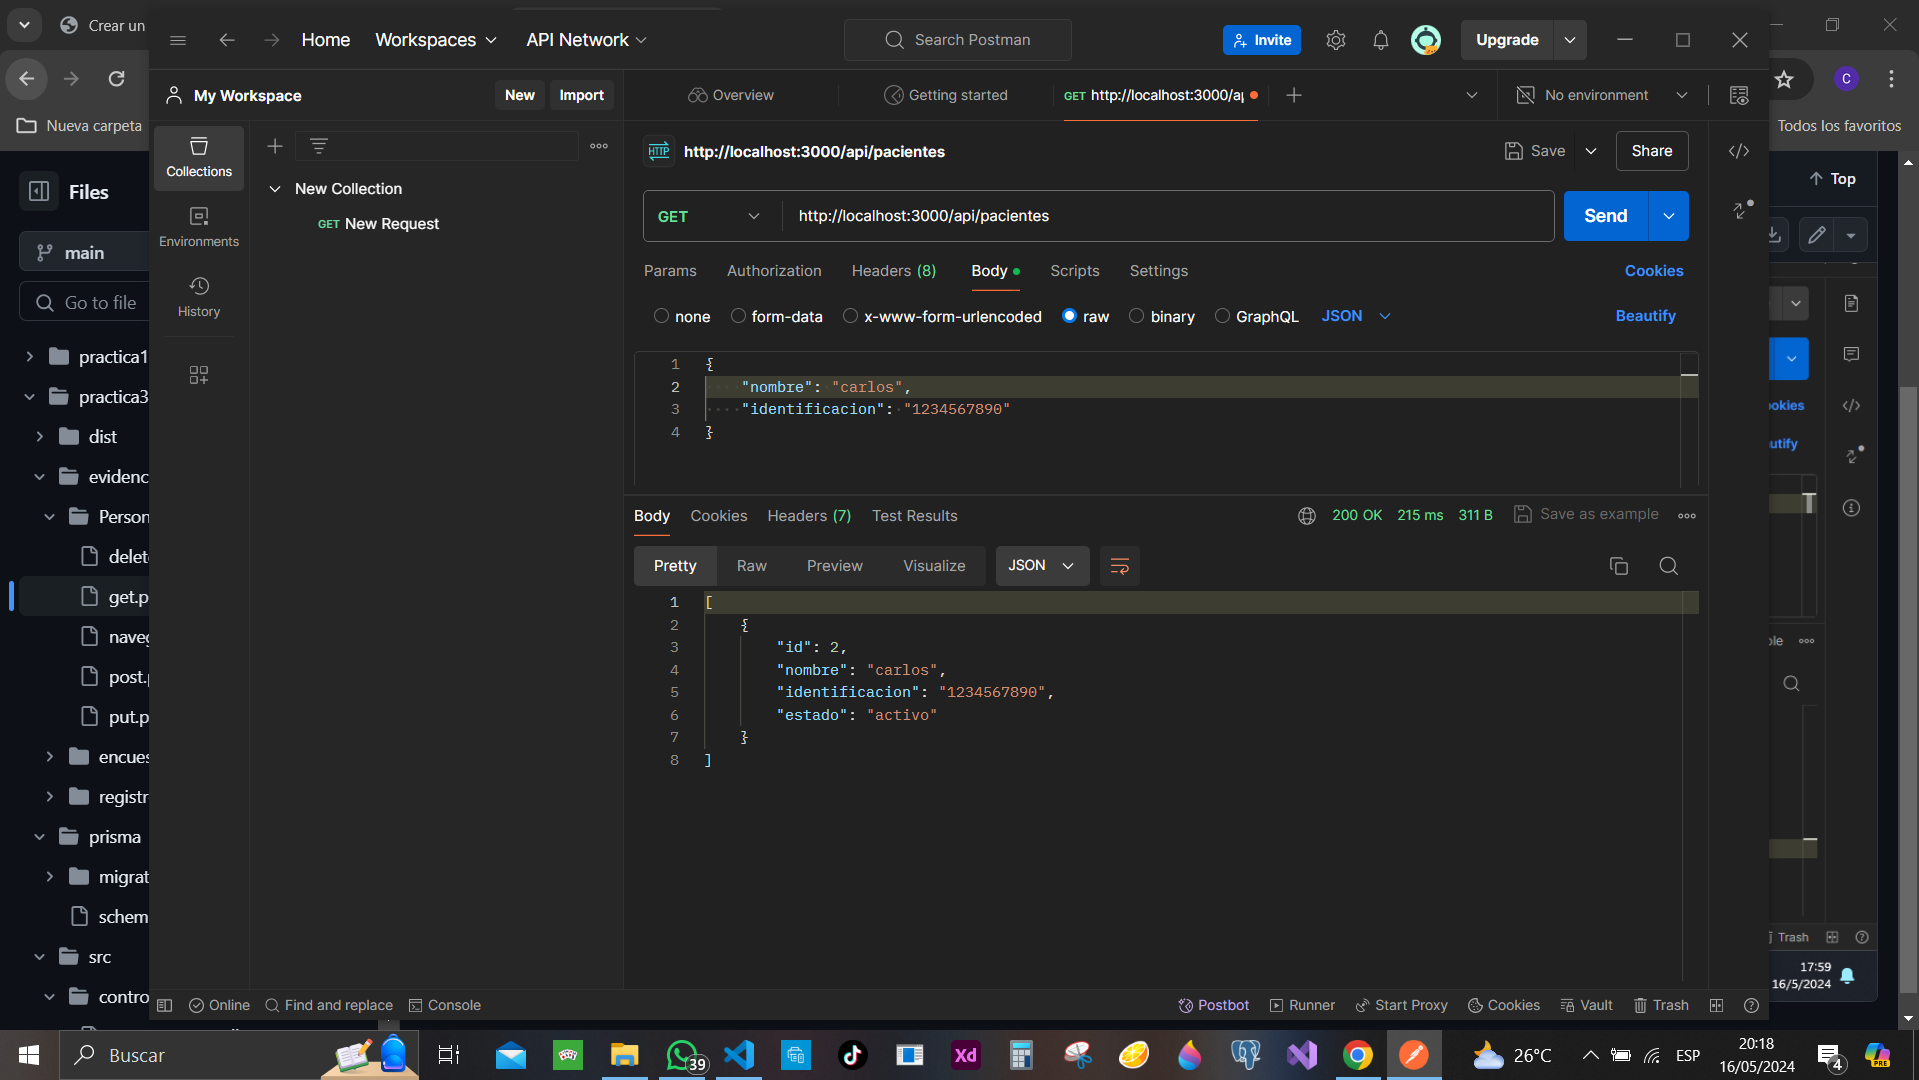 Crear un
Home
Workspaces
API Network
Search Postman
Invite
Upgrade
My Workspace
New
Import
Overview
Getting started
GET http://localhost:3000/a
No environment
C
Nueva carpeta
Todos los favoritos
Collections
HTTP
http://localhost:3000/api/pacientes
Save
Share
Files
New Collection
Top
GET New Request
GET
http://localhost:3000/api/pacientes
Send
Environments
main
Params
Authorization
Headers (8)
Body
Scripts
Settings
Cookies
History
Go to file
none
form-data
x-www-form-urlencoded
raw
binary
GraphQL
JSON
Beautify
practica1
1 {
2 "nombre": "carlos",
practica3
3 "identificacion": "1234567890"
ookies
4 }
dist
utify
evidenc
Person
Body
Cookies
Headers (7)
Test Results
200 OK
215 ms
311 B
Save as example
delet
Pretty
Raw
Preview
Visualize
JSON
get.p
1 [
2 {
naveg
3 "id": 2,
ole
4 "nombre": "carlos",
post.
5 "identificacion": "1234567890",
put.p
6 "estado": "activo"
7 }
encues
8 ]
registr
prisma
migrat
schem
Trash
src
17:59
16/5/2024
contro
Online
Find and replace
Console
Postbot
Runner
Start Proxy
Cookies
Vault
Trash
Buscar
39
Xd
26°C
ESP
20:18
16/05/2024
4
PRE